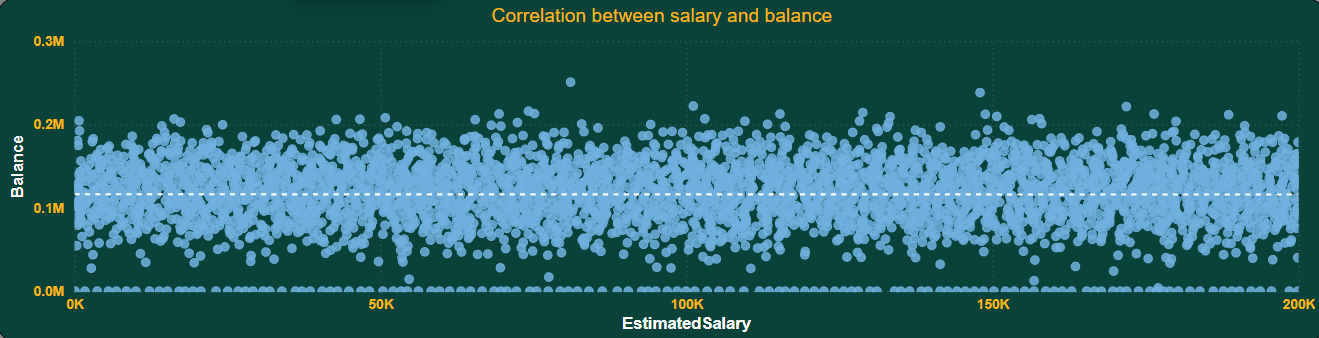 Correlation between salary and balance
0.3M
0.2M
0.1M
0.0M
Balance
0K 50K 100K 150K 200K
EstimatedSalary